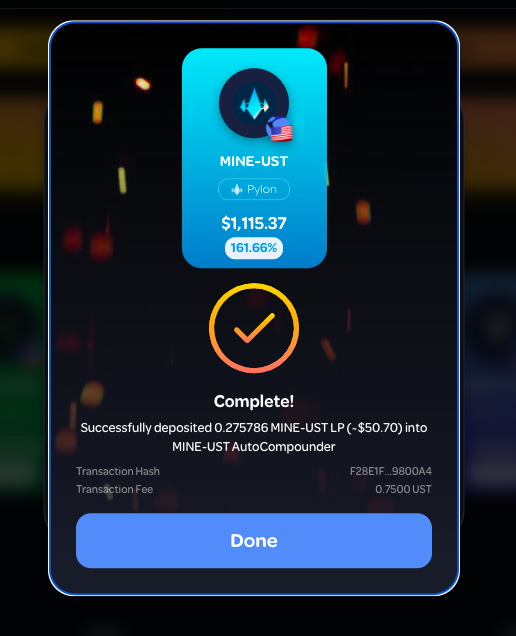 MINE-UST
Pylon
$1,115.37
161.66%
Complete!
Successfully deposited 0.275786 MINE-UST LP (~$50.70) into
MINE-UST AutoCompounder
Transaction Hash F28E1F...9800A4
Transaction Fee 0.7500 UST
Done